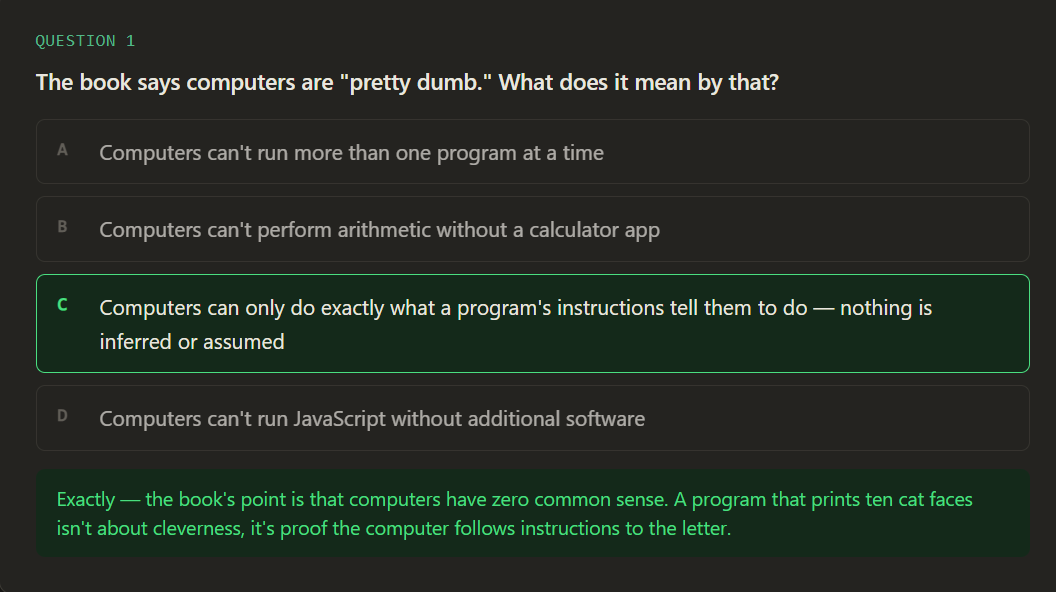 QUESTION 1
The book says computers are "pretty dumb." What does it mean by that?
A
Computers can't run more than one program at a time
B
Computers can't perform arithmetic without a calculator app
C
Computers can only do exactly what a program's instructions tell them to do — nothing is
inferred or assumed
D
Computers can't run JavaScript without additional software
Exactly — the book's point is that computers have zero common sense. A program that prints ten cat faces
isn't about cleverness, it's proof the computer follows instructions to the letter.